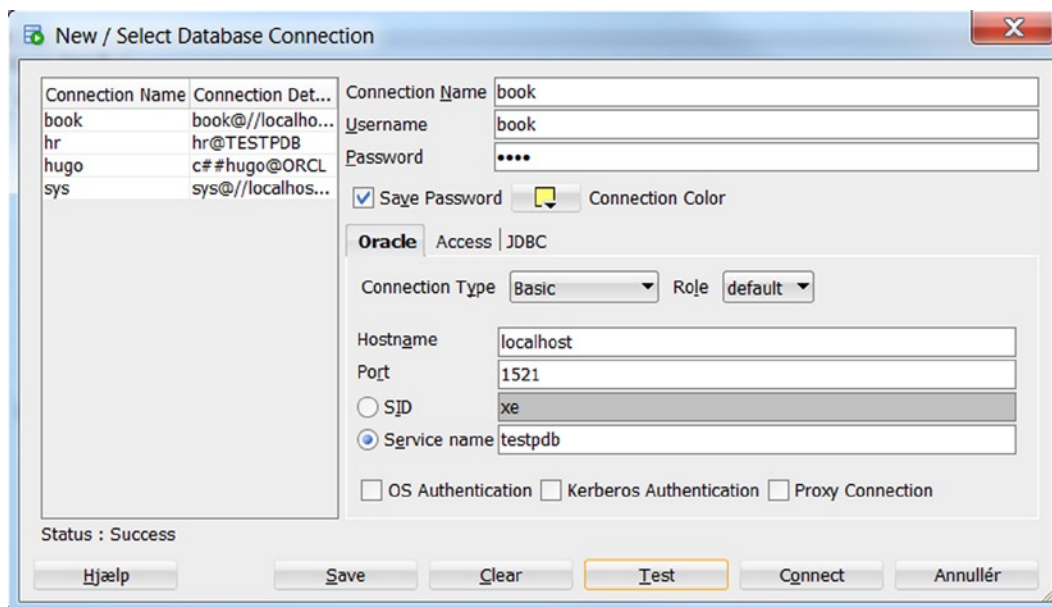 New / Select Database Connection
Connection Name Connection Det...
book book@//localho...
hr hr@TESTPDB
hugo c##hugo@ORCL
sys sys@//localhos...
Connection Name book
Username book
Password ••••
Save Password Connection Color
Oracle Access JDBC
Connection Type Basic Role default
Hostname localhost
Port 1521
SID xe
Service name testpdb
OS Authentication Kerberos Authentication Proxy Connection
Status : Success
Hjælp Save Clear Test Connect Annullér